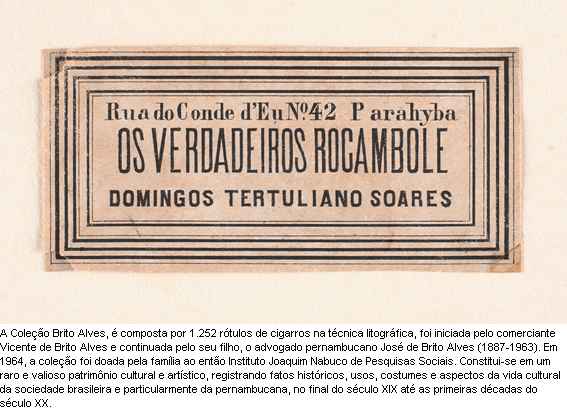 Rua do Conde d'Eu Nº 42 Parahyba
OS VERDADEIROS ROCAMBOLE
DOMINGOS TERTULIANO SOARES
A Coleção Brito Alves, é composta por 1.252 rótulos de cigarros na técnica litográfica, foi iniciada pelo comerciante
Vicente de Brito Alves e continuada pelo seu filho, o advogado pernambucano José de Brito Alves (1887-1963). Em
1964, a coleção foi doada pela família ao então Instituto Joaquim Nabuco de Pesquisas Sociais. Constitui-se em um
raro e valioso patrimônio cultural e artístico, registrando fatos históricos, usos, costumes e aspectos da vida cultural
da sociedade brasileira e particularmente da pernambucana, no final do século XIX até as primeiras décadas do
século XX.